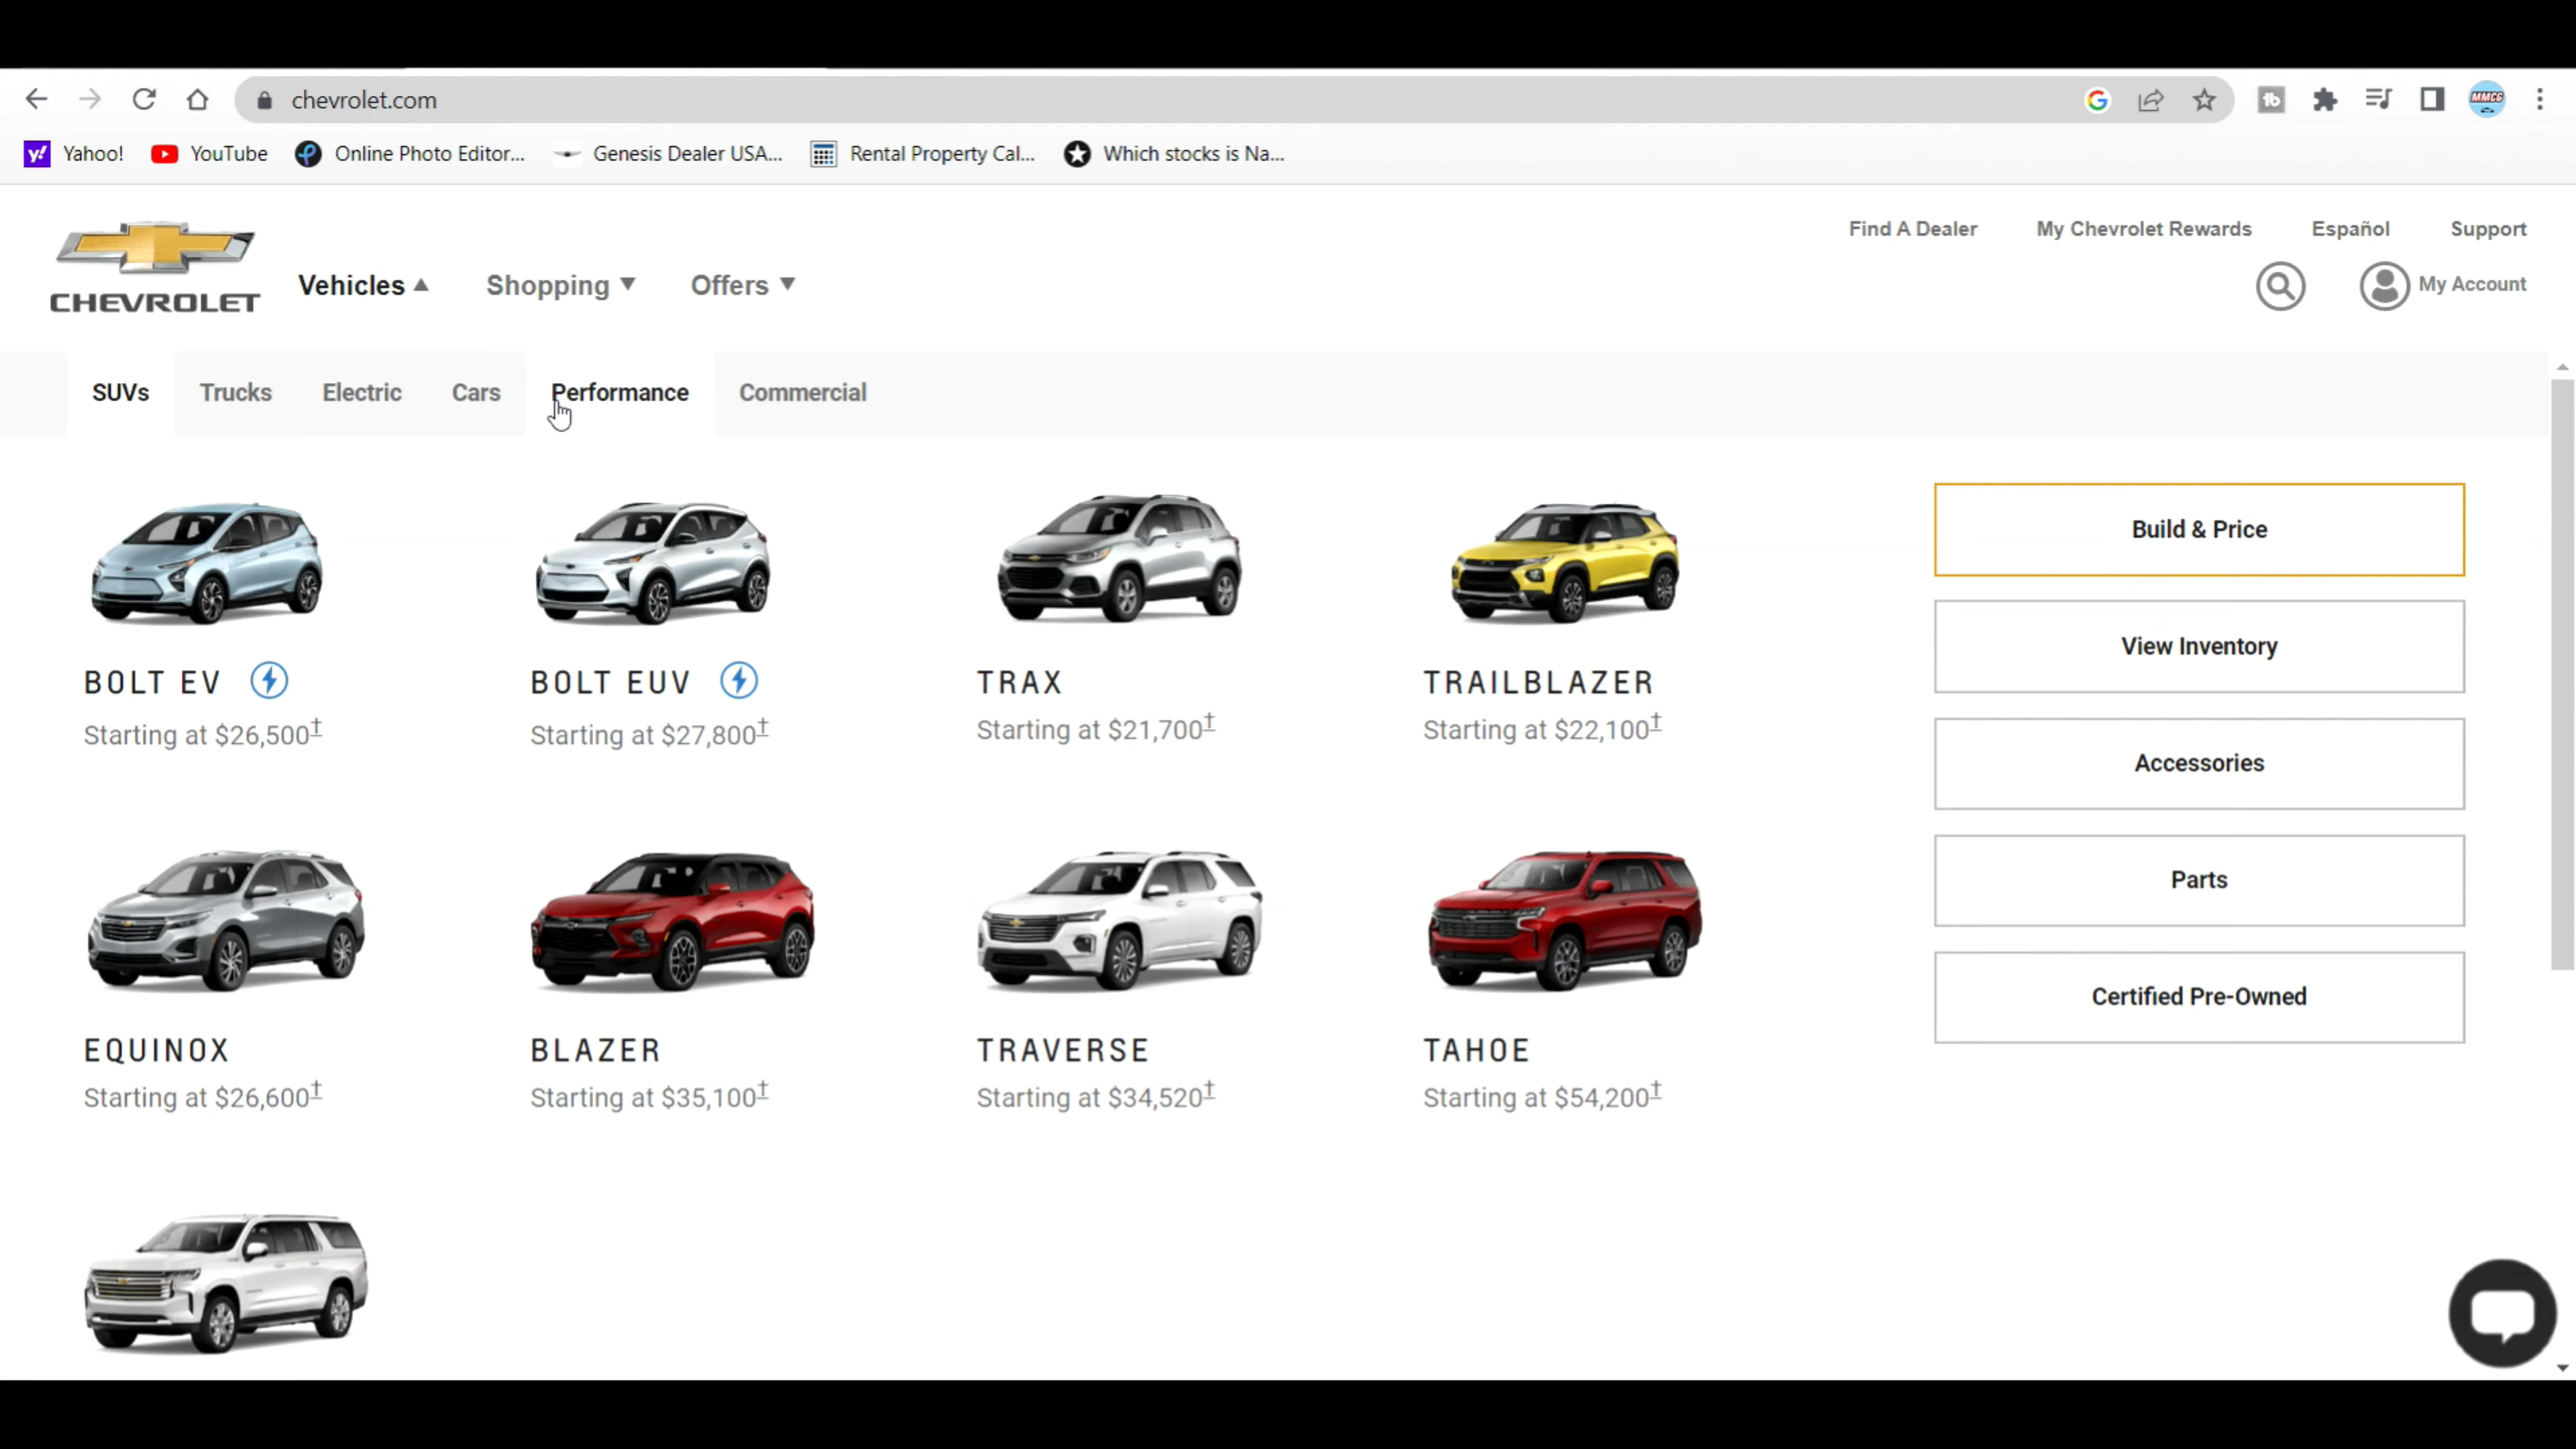 chevrolet.com
Yahoo! YouTube Online Photo Editor... Genesis Dealer USA... Rental Property Cal... Which stocks is Na...
Find A Dealer My Chevrolet Rewards Español Support
CHEVROLET
Vehicles ▲ Shopping ▼ Offers ▼ My Account
SUVs Trucks Electric Cars Performance Commercial
BOLT EV BOLT EUV TRAX TRAILBLAZER
Starting at $26,500† Starting at $27,800† Starting at $21,700† Starting at $22,100†
EQUINOX BLAZER TRAVERSE TAHOE
Starting at $26,600† Starting at $35,100† Starting at $34,520† Starting at $54,200†
Build & Price
View Inventory
Accessories
Parts
Certified Pre-Owned
MMCG